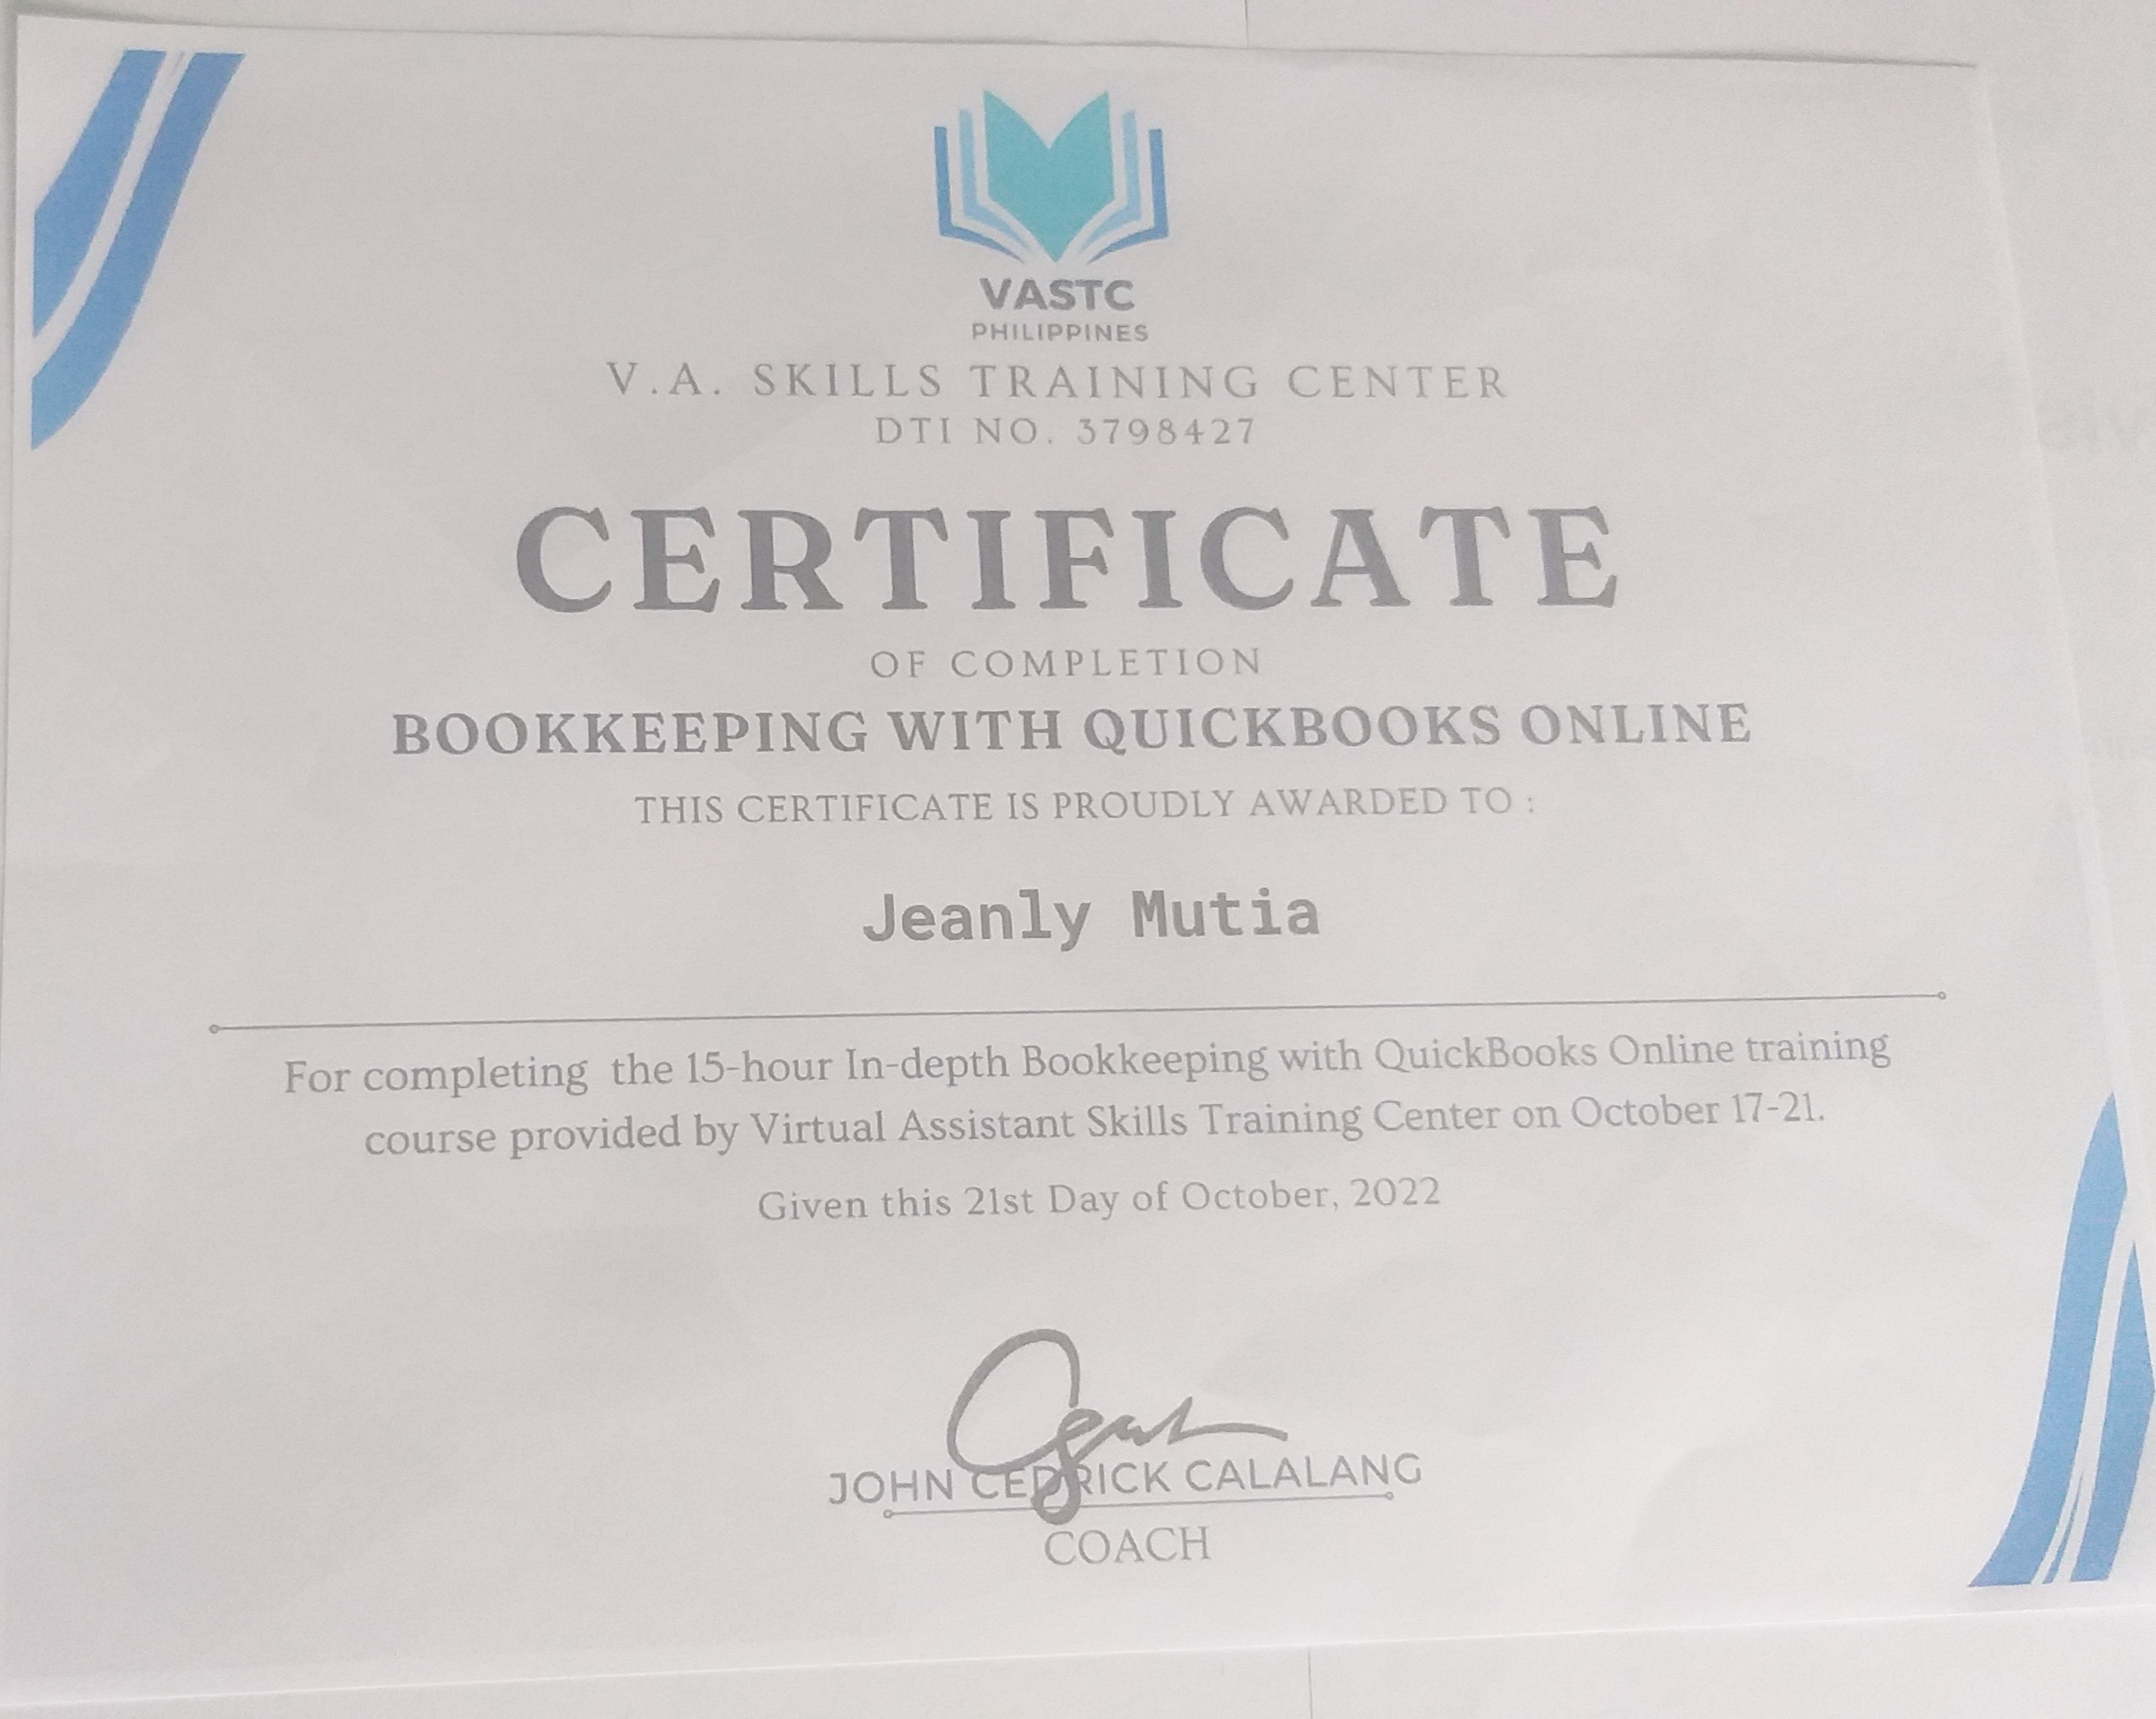 VASTC
PHILIPPINES
V.A. SKILLS TRAINING CENTER
DTI NO. 3798427
CERTIFICATE
OF COMPLETION
BOOKKEEPING WITH QUICKBOOKS ONLINE
THIS CERTIFICATE IS PROUDLY AWARDED TO :
Jeanly Mutia
For completing the 15-hour In-depth Bookkeeping with QuickBooks Online training
course provided by Virtual Assistant Skills Training Center on October 17-21.
Given this 21st Day of October, 2022
JOHN CEDRICK CALALANG
COACH